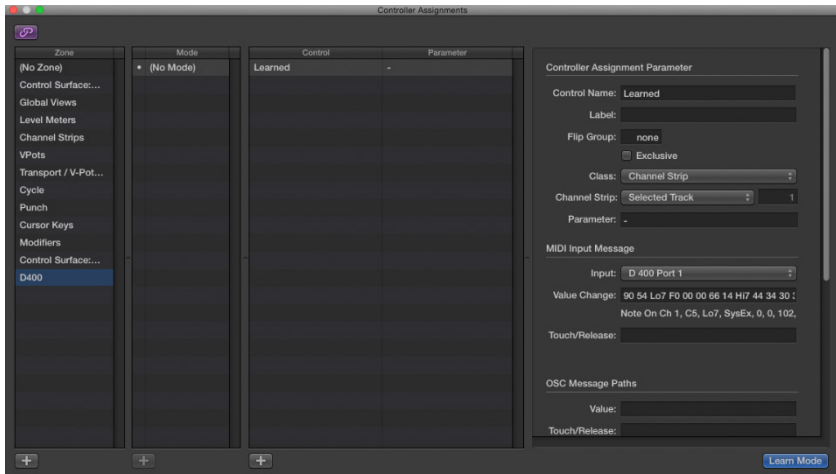 Controller Assignments
Zone Mode Control Parameter
(No Zone)
Control Surface:...
Global Views
Level Meters
Channel Strips
VPots
Transport / V-Pot...
Cycle
Punch
Cursor Keys
Modifiers
Control Surface:...
D400
• (No Mode)
Learned -
Controller Assignment Parameter
Control Name: Learned
Label:
Flip Group: none
Exclusive
Class: Channel Strip
Channel Strip: Selected Track 1
Parameter: -
MIDI Input Message
Input: D 400 Port 1
Value Change: 90 54 Lo7 F0 00 00 66 14 Hi7 44 34 30
Note On Ch 1, C5, Lo7, SysEx, 0, 0, 102,
Touch/Release:
OSC Message Paths
Value:
Touch/Release:
+ + +
Learn Mode